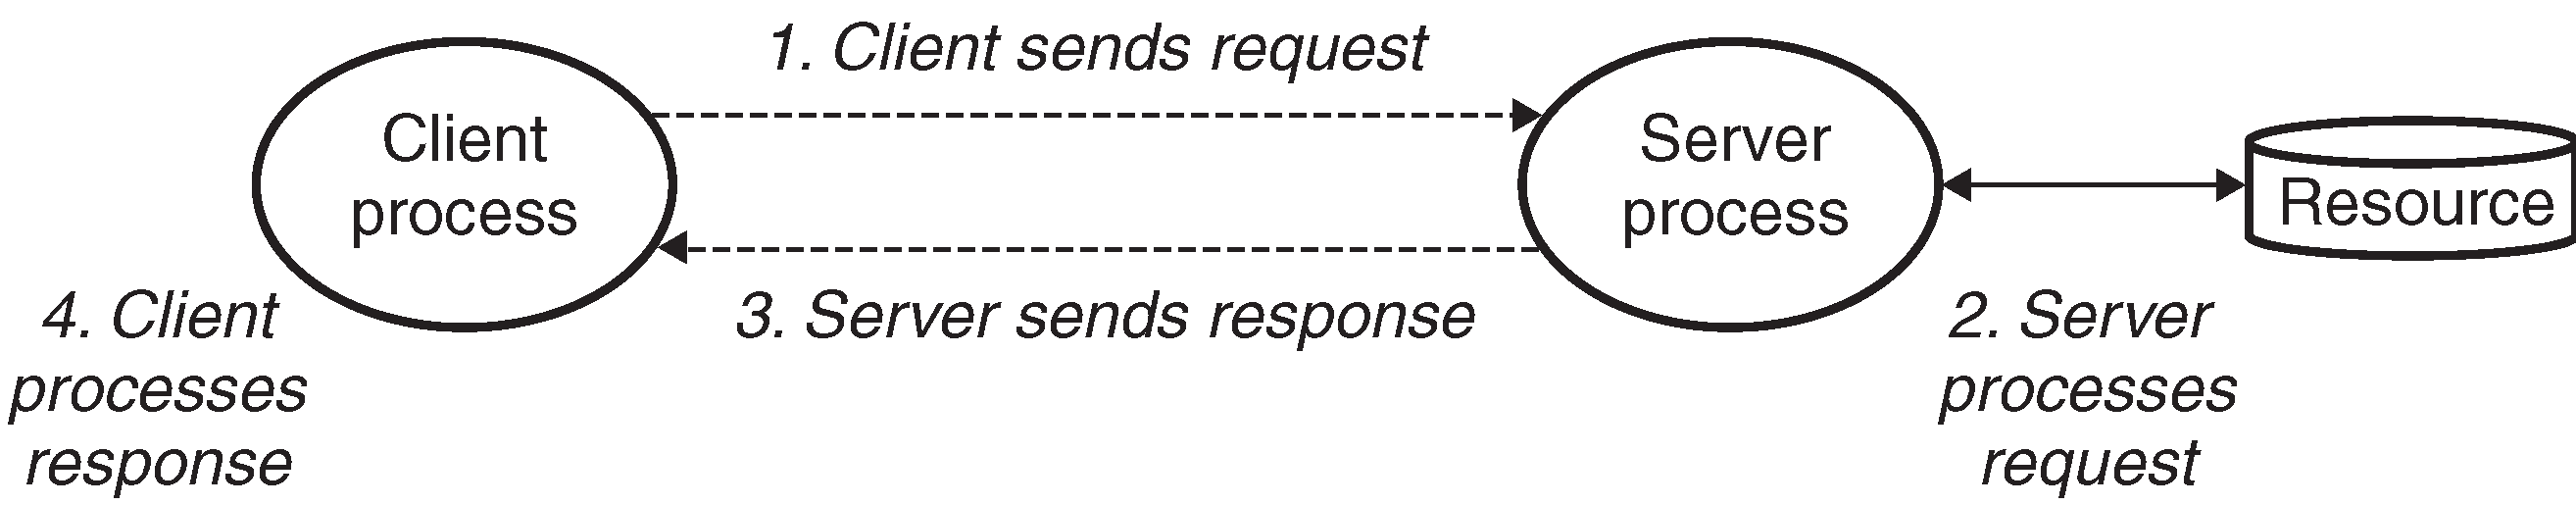 1. Client sends request
Client
process
Server
process
Resource
3. Server sends response
4. Client
processes
response
2. Server
processes
request